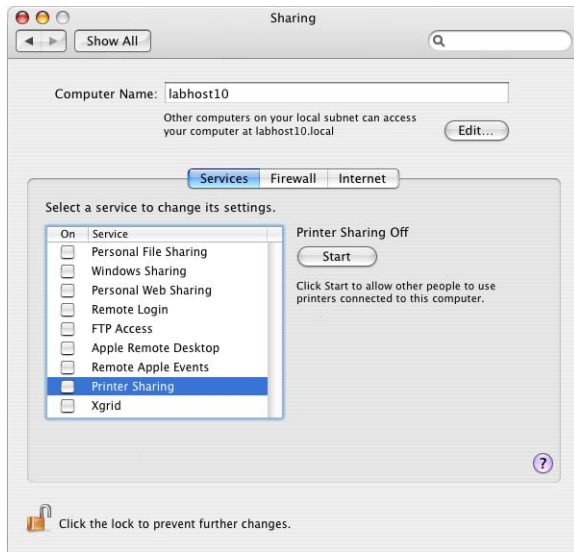 Sharing
Show All
Computer Name: labhost10
Other computers on your local subnet can access
your computer at labhost10.local
Edit...
Services Firewall Internet
Select a service to change its settings.
On Service
Personal File Sharing
Windows Sharing
Personal Web Sharing
Remote Login
FTP Access
Apple Remote Desktop
Remote Apple Events
Printer Sharing
Xgrid
Printer Sharing Off
Start
Click Start to allow other people to use
printers connected to this computer.
?
Click the lock to prevent further changes.